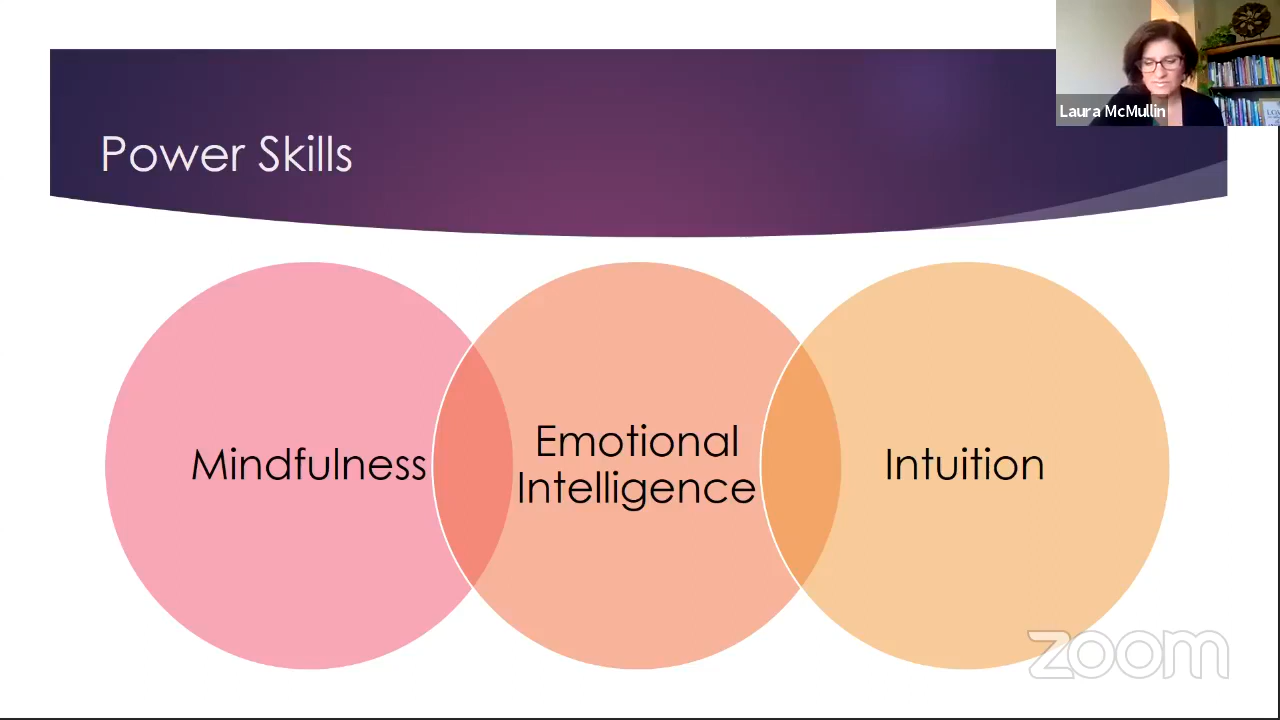 Laura McMullin
Power Skills
Mindfulness
Emotional
Intelligence
Intuition
zoom